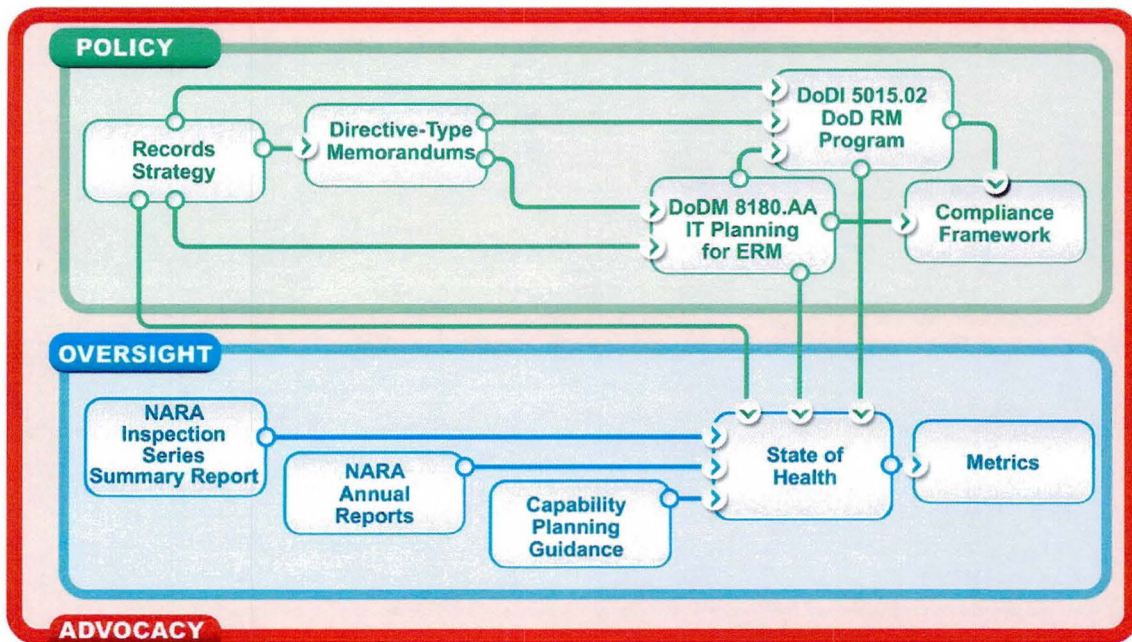 POLICY
Records
Strategy
Directive-Type
Memorandums
DoDI 5015.02
DoD RM
Program
DoDM 8180.AA
IT Planning
for ERM
Compliance
Framework
OVERSIGHT
NARA
Inspection
Series
Summary Report
NARA
Annual
Reports
Capability
Planning
Guidance
State of
Health
Metrics
ADVOCACY